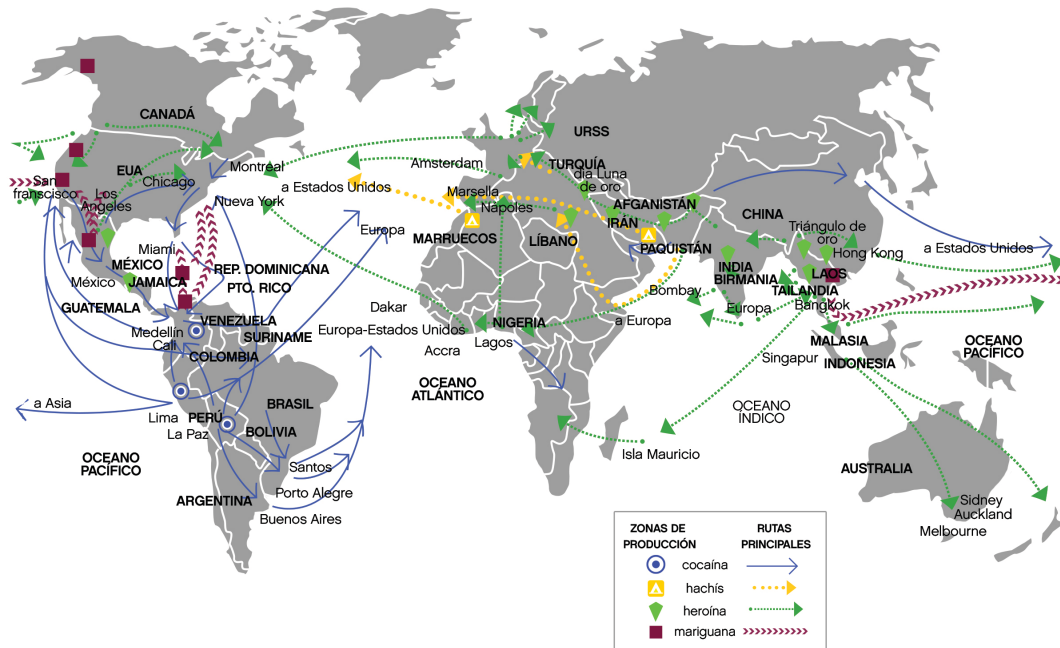 CANADÁ
EUA
Montreal
San
franscisco
Los
Angeles
Chicago
Nueva York
Miami
MÉXICO
México
JAMAICA
REP. DOMINICANA
PTO. RICO
GUATEMALA
VENEZUELA
SURINAME
Medellín
Cali
COLOMBIA
a Asia
Lima
PERÚ
La Paz
BRASIL
BOLIVIA
Santos
Porto Alegre
ARGENTINA
Buenos Aires
OCEANO
PACÍFICO
a Estados Unidos
Europa
OCEANO
ATLÁNTICO
Dakar
Europa-Estados Unidos
Accra
Lagos
NIGERIA
URSS
Amsterdam
TURQUÍA
día Luna
de oro
Marsella
Nápoles
MARRUECOS
LÍBANO
AFGANISTÁN
IRÁN
PAQUISTÁN
a Europa
CHINA
Triángulo de
oro
Hong Kong
a Estados Unidos
INDIA
BIRMANIA
LAOS
TAILANDIA
Bombay
Europa
Bangkok
MALASIA
Singapur
INDONESIA
OCEANO
PACÍFICO
OCEANO
ÍNDICO
Isla Mauricio
AUSTRALIA
Sidney
Auckland
Melbourne
ZONAS DE
PRODUCCIÓN
RUTAS
PRINCIPALES
cocaína
hachís
heroína
mariguana